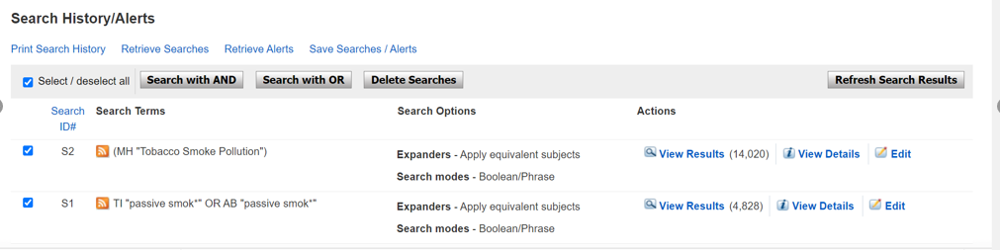 Search History/Alerts
Print Search History Retrieve Searches Retrieve Alerts Save Searches / Alerts
Select / deselect all Search with AND Search with OR Delete Searches Refresh Search Results
Search ID# Search Terms Search Options Actions
S2 (MH "Tobacco Smoke Pollution") Expanders - Apply equivalent subjects View Results (14,020) View Details Edit
Search modes - Boolean/Phrase
S1 TI "passive smok*" OR AB "passive smok*" Expanders - Apply equivalent subjects View Results (4,828) View Details Edit
Search modes - Boolean/Phrase